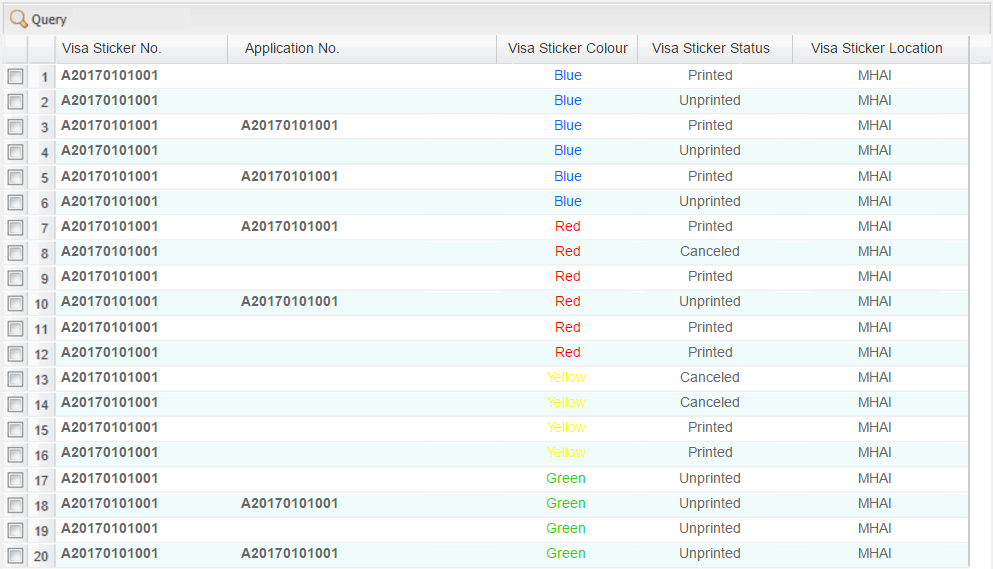 Query
Visa Sticker No. Application No. Visa Sticker Colour Visa Sticker Status Visa Sticker Location
1 A20170101001 Blue Printed MHAI
2 A20170101001 Blue Unprinted MHAI
3 A20170101001 A20170101001 Blue Printed MHAI
4 A20170101001 Blue Unprinted MHAI
5 A20170101001 A20170101001 Blue Printed MHAI
6 A20170101001 Blue Unprinted MHAI
7 A20170101001 A20170101001 Red Printed MHAI
8 A20170101001 Red Canceled MHAI
9 A20170101001 Red Printed MHAI
10 A20170101001 A20170101001 Red Unprinted MHAI
11 A20170101001 Red Printed MHAI
12 A20170101001 Red Printed MHAI
13 A20170101001 Yellow Canceled MHAI
14 A20170101001 Yellow Canceled MHAI
15 A20170101001 Yellow Printed MHAI
16 A20170101001 Yellow Printed MHAI
17 A20170101001 Green Unprinted MHAI
18 A20170101001 A20170101001 Green Unprinted MHAI
19 A20170101001 Green Unprinted MHAI
20 A20170101001 A20170101001 Green Unprinted MHAI